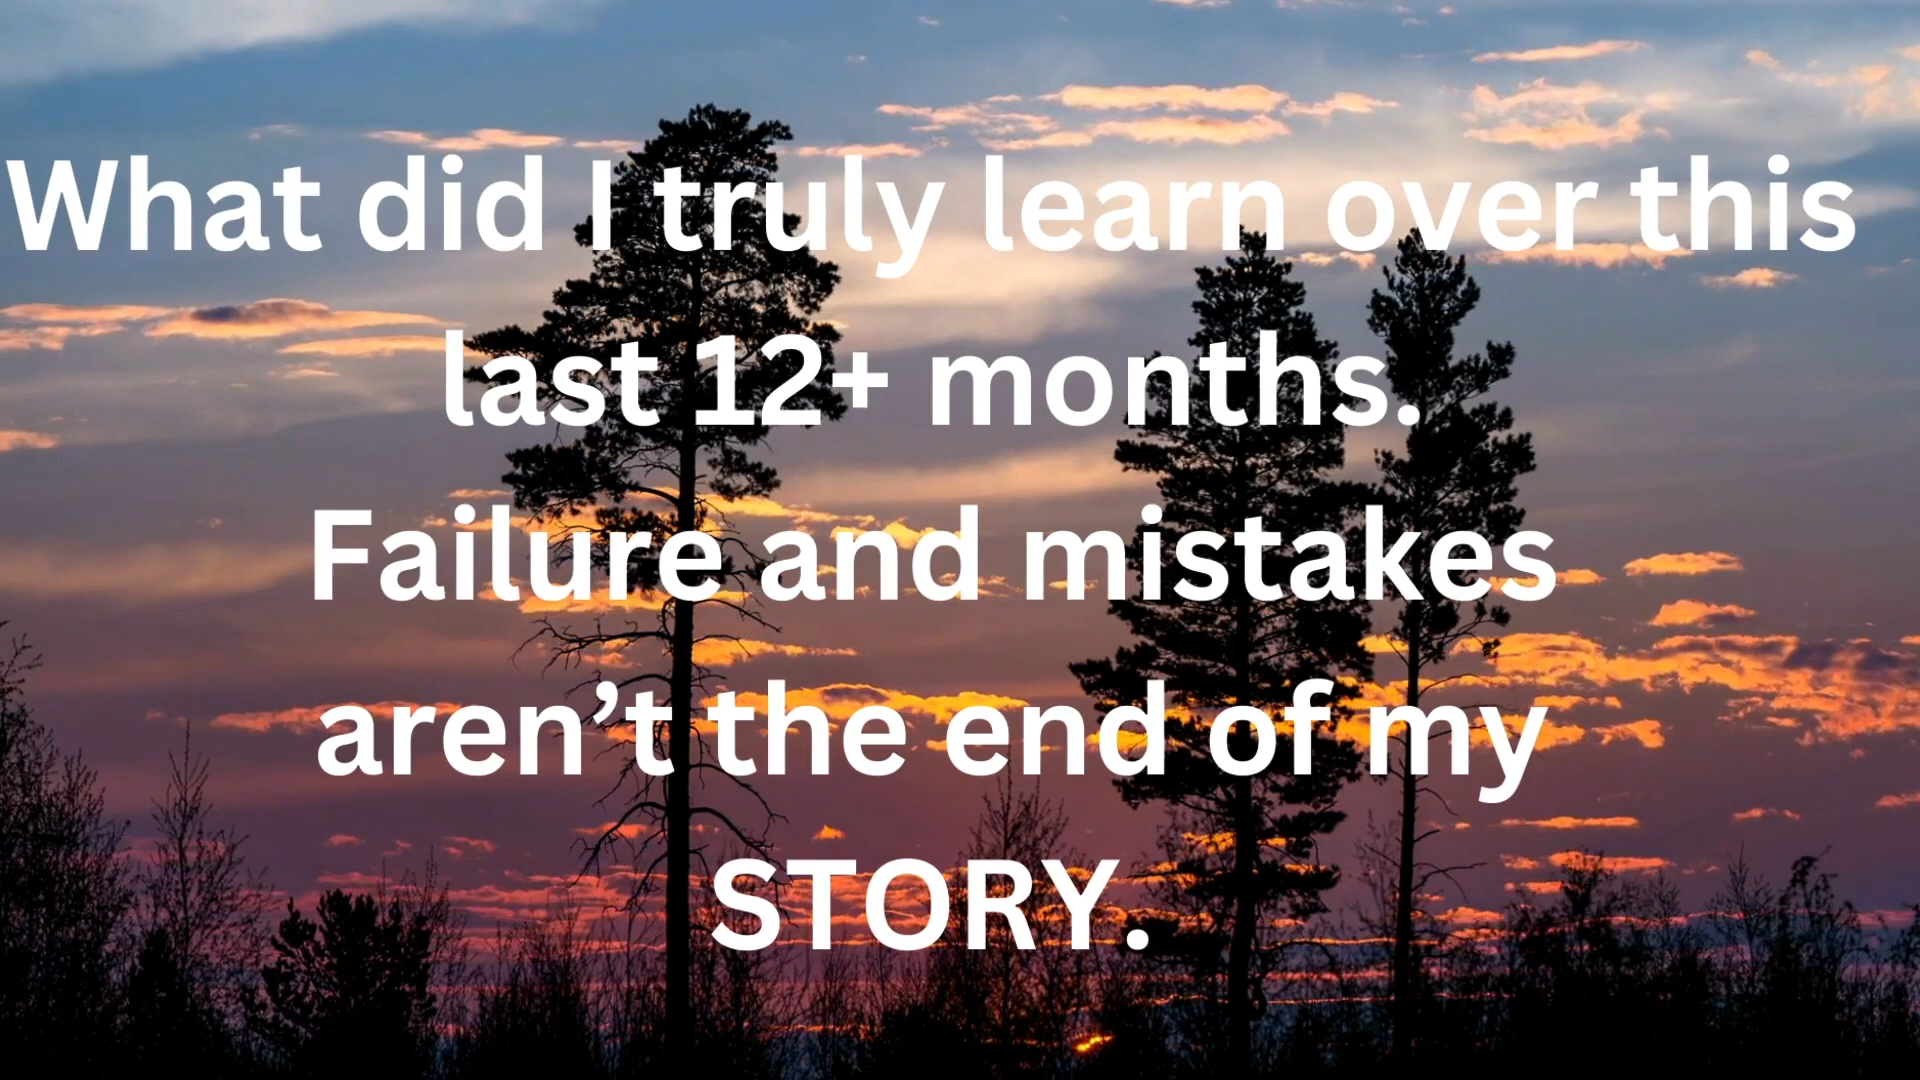 What did I truly learn over this
last 12+ months.
Failure and mistakes
aren’t the end of my
STORY.